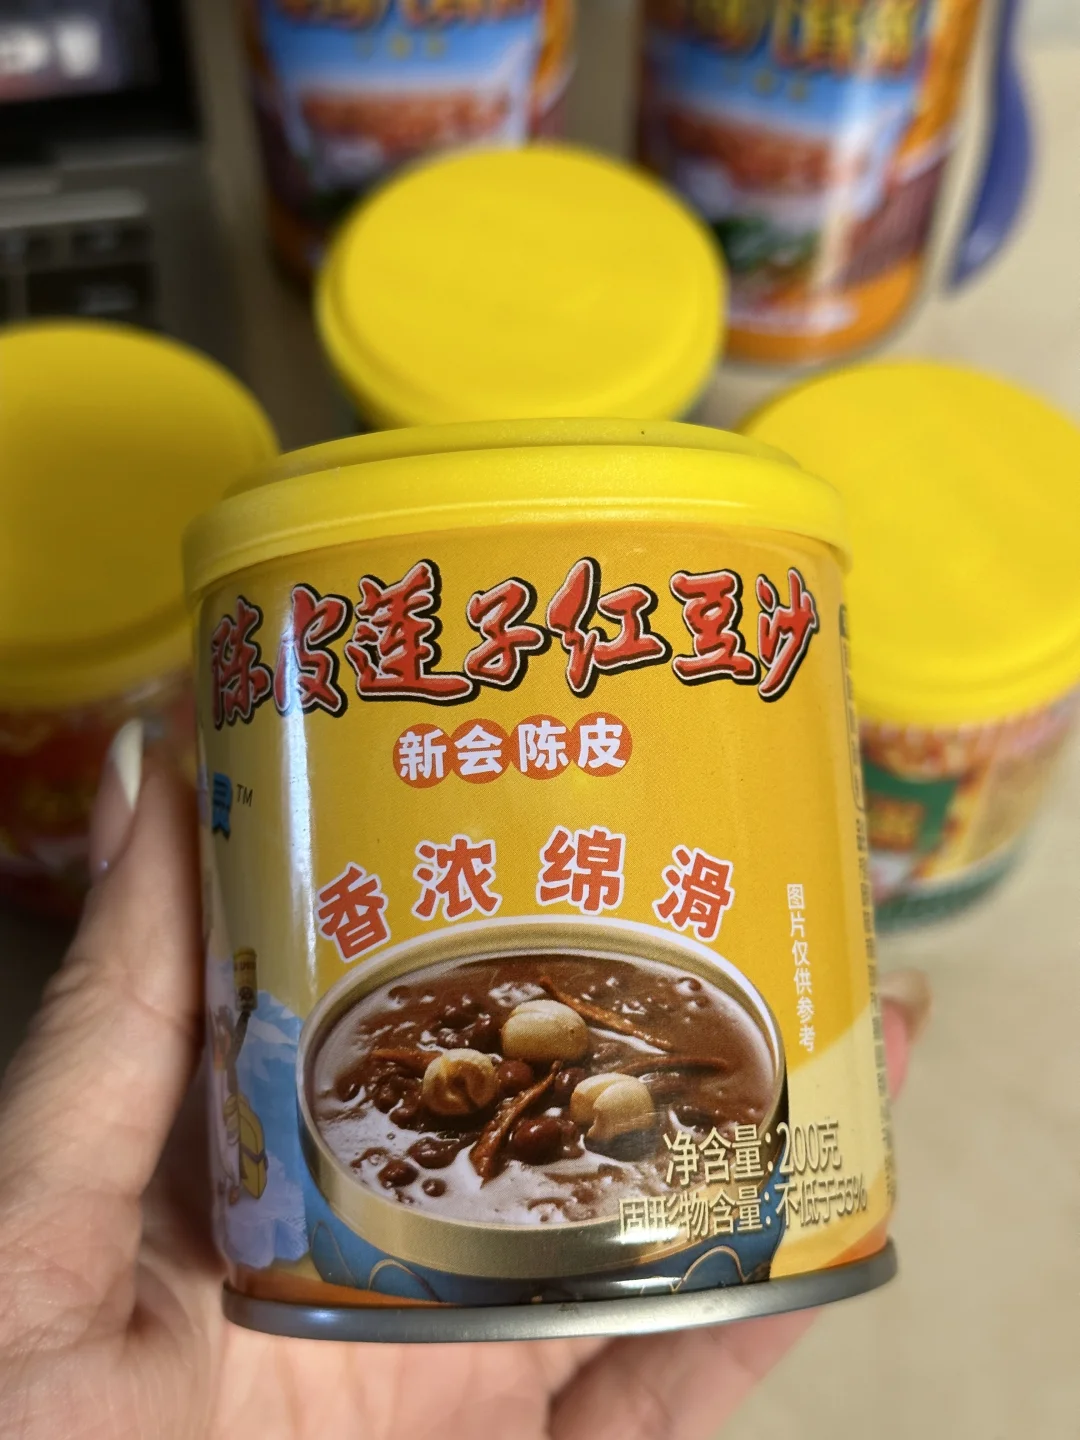 陈皮莲子红豆沙
新会陈皮
TM
香浓绵滑
图片仅供参考
净含量:200克
固形物含量:不低于55%